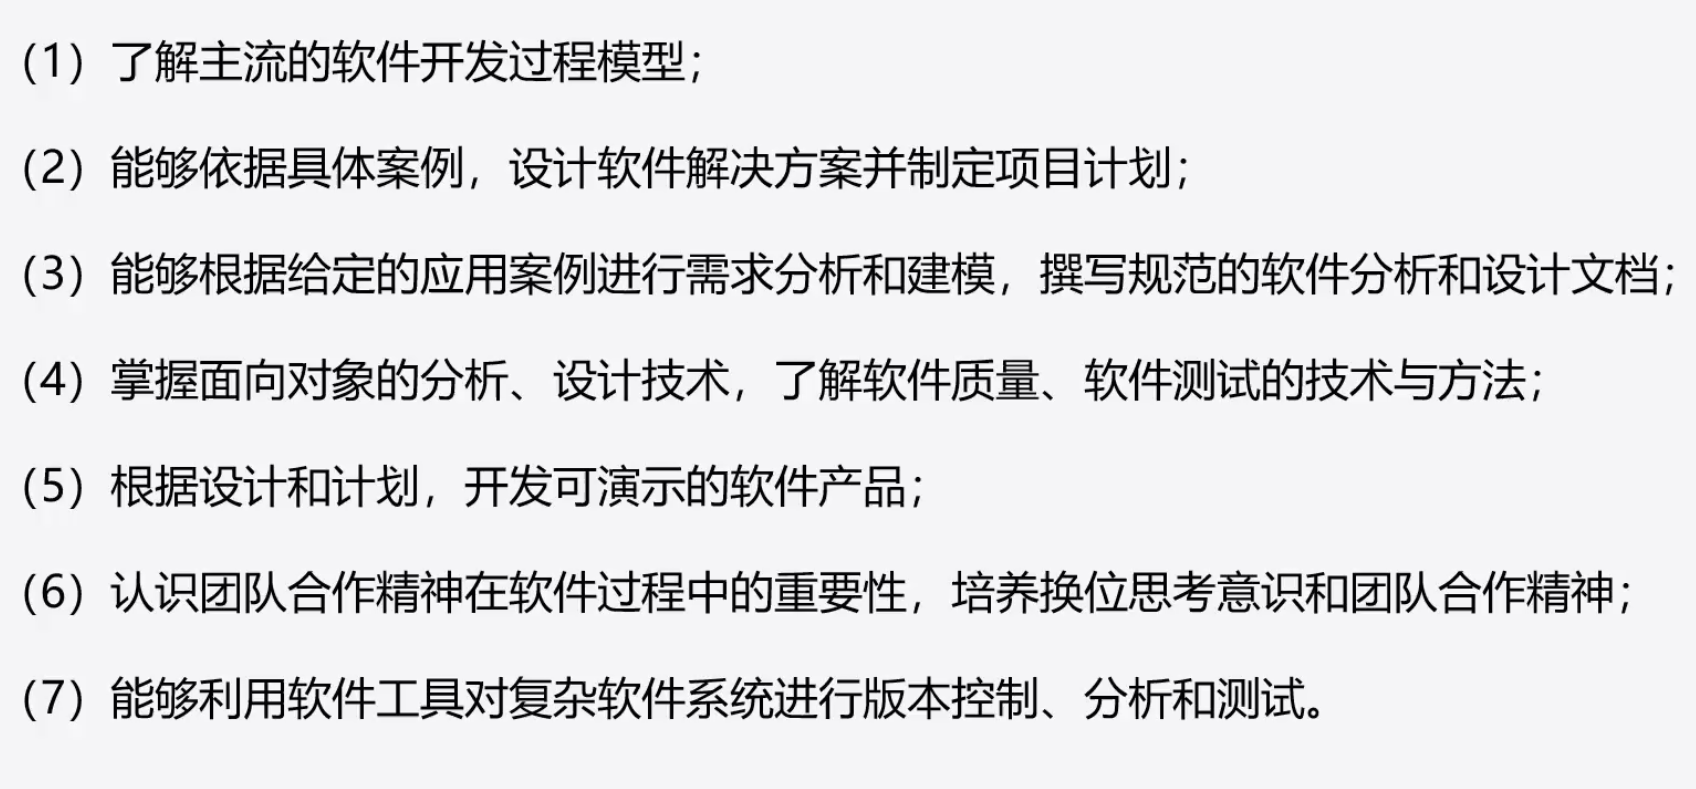 （1）了解主流的软件开发过程模型；
（2）能够依据具体案例，设计软件解决方案并制定项目计划；
（3）能够根据给定的应用案例进行需求分析和建模，撰写规范的软件分析和设计文档；
（4）掌握面向对象的分析、设计技术，了解软件质量、软件测试的技术与方法；
（5）根据设计和计划，开发可演示的软件产品；
（6）认识团队合作精神在软件过程中的重要性，培养换位思考意识和团队合作精神；
（7）能够利用软件工具对复杂软件系统进行版本控制、分析和测试。